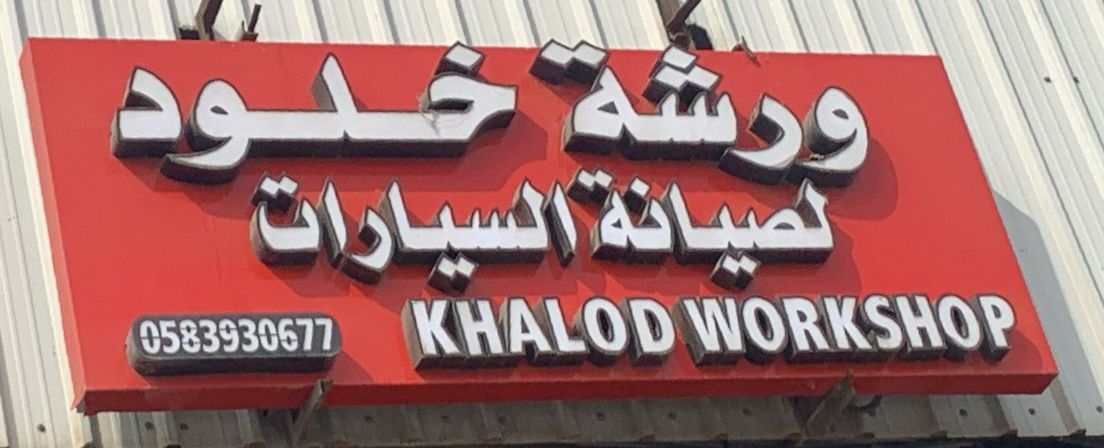 ورشة خلود
لصيانة السيارات
KHALOD WORKSHOP
0583930677